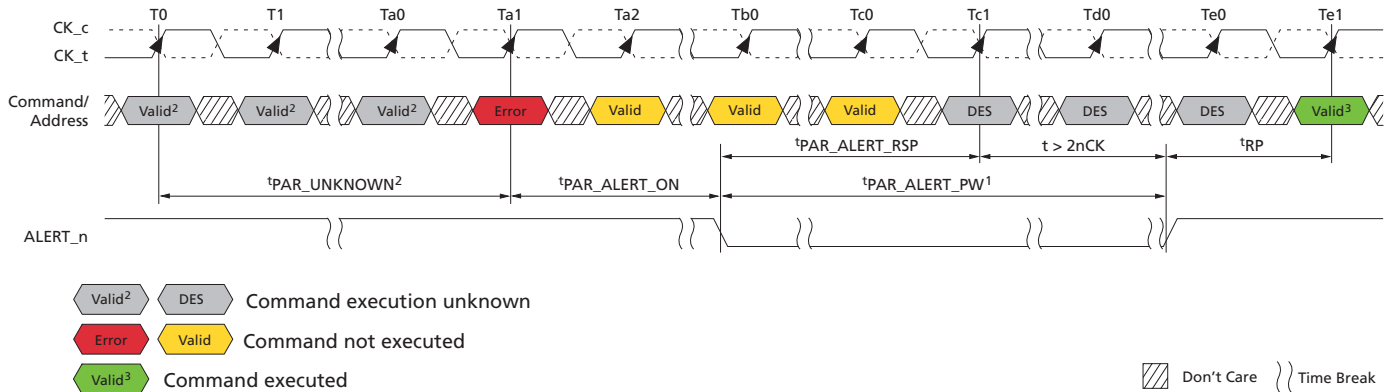 T0 T1 Ta0 Ta1 Ta2 Tb0 Tc0 Tc1 Td0 Te0 Te1
CK_c
CK_t
Command/
Address
Valid² Valid² Valid² Error Valid Valid Valid DES DES DES Valid³
tPAR_ALERT_RSP t > 2nCK tRP
tPAR_UNKNOWN² tPAR_ALERT_ON tPAR_ALERT_PW¹
ALERT_n
Valid² DES Command execution unknown
Error Valid Command not executed
Valid³ Command executed
Don't Care Time Break